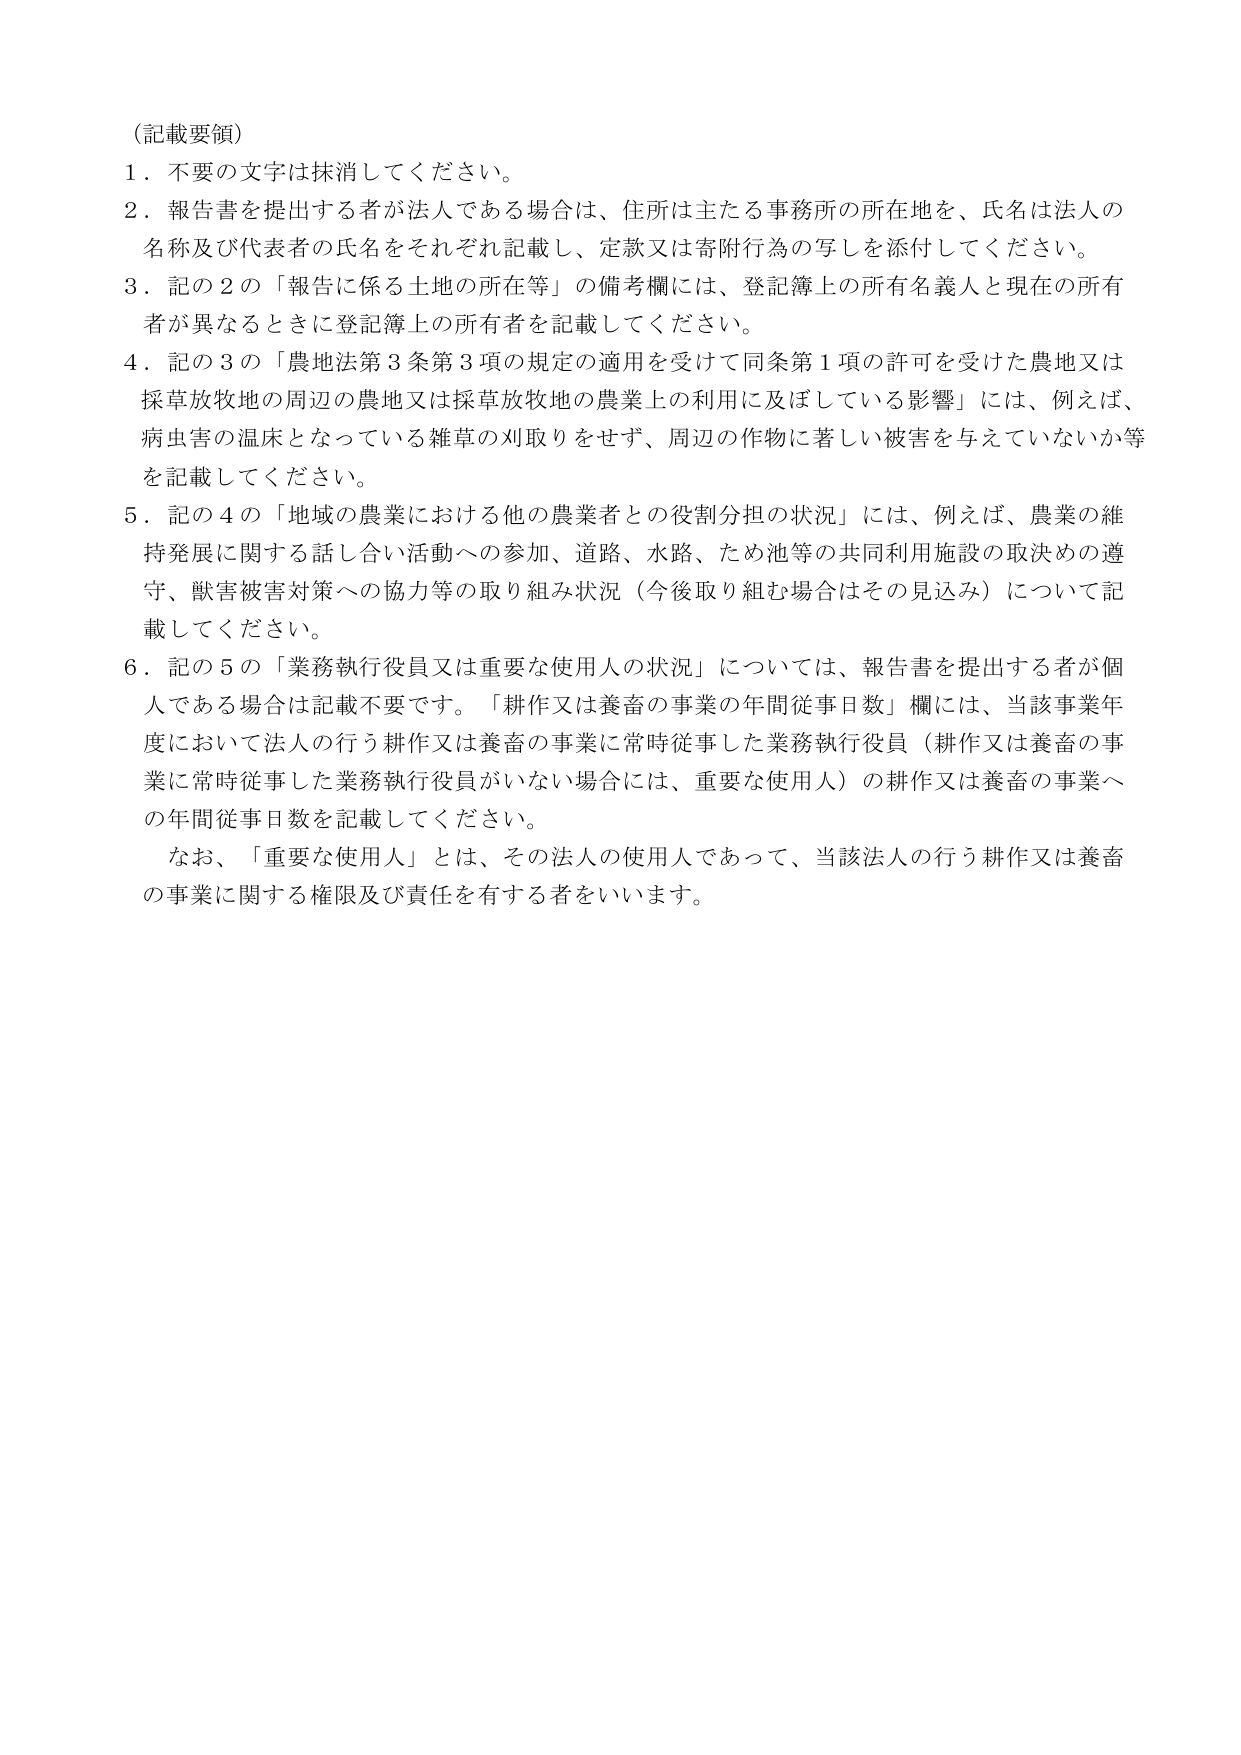 （記載要領）
１．不要の文字は抹消してください。
２．報告書を提出する者が法人である場合は、住所は主たる事務所の所在地を、氏名は法人の
名称及び代表者の氏名をそれぞれ記載し、定款又は寄附行為の写しを添付してください。
３．記の２の「報告に係る土地の所在等」の備考欄には、登記簿上の所有名義人と現在の所有
者が異なるときに登記簿上の所有者を記載してください。
４．記の３の「農地法第３条第３項の規定の適用を受けて同条第１項の許可を受けた農地又は
採草放牧地の周辺の農地又は採草放牧地の農業上の利用に及ぼしている影響」には、例えば、
病虫害の温床となっている雑草の刈取りをせず、周辺の作物に著しい被害を与えていないか等
を記載してください。
５．記の４の「地域の農業における他の農業者との役割分担の状況」には、例えば、農業の維
持発展に関する話し合い活動への参加、道路、水路、ため池等の共同利用施設の取決めの遵
守、獣害被害対策への協力等の取り組み状況（今後取り組む場合はその見込み）について記
載してください。
６．記の５の「業務執行役員又は重要な使用人の状況」については、報告書を提出する者が個
人である場合は記載不要です。「耕作又は養畜の事業の年間従事日数」欄には、当該事業年
度において法人の行う耕作又は養畜の事業に常時従事した業務執行役員（耕作又は養畜の事
業に常時従事した業務執行役員がいない場合には、重要な使用人）の耕作又は養畜の事業へ
の年間従事日数を記載してください。
なお、「重要な使用人」とは、その法人の使用人であって、当該法人の行う耕作又は養畜
の事業に関する権限及び責任を有する者をいいます。